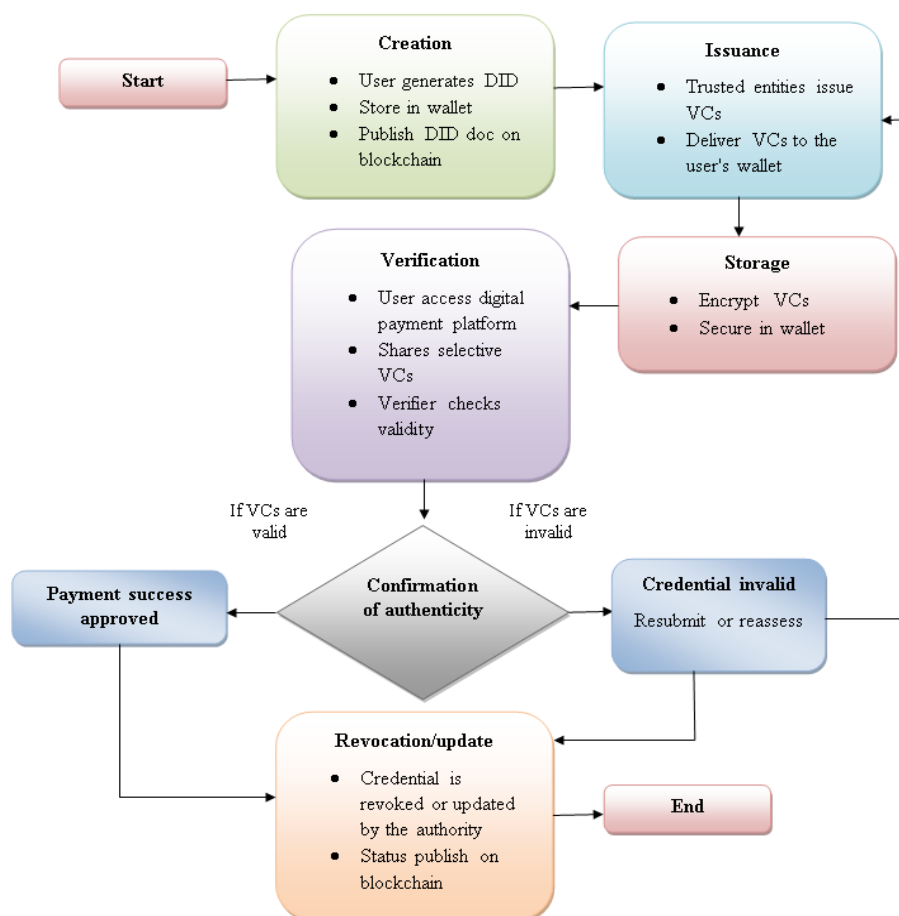 Start
Creation
● User generates DID
● Store in wallet
● Publish DID doc on
blockchain
Issuance
● Trusted entities issue
VCs
● Deliver VCs to the
user's wallet
Storage
● Encrypt VCs
● Secure in wallet
Verification
● User access digital
payment platform
● Shares selective
VCs
● Verifier checks
validity
If VCs are
valid
If VCs are
invalid
Confirmation
of authenticity
Payment success
approved
Credential invalid
Resubmit or reassess
Revocation/update
● Credential is
revoked or updated
by the authority
● Status publish on
blockchain
End